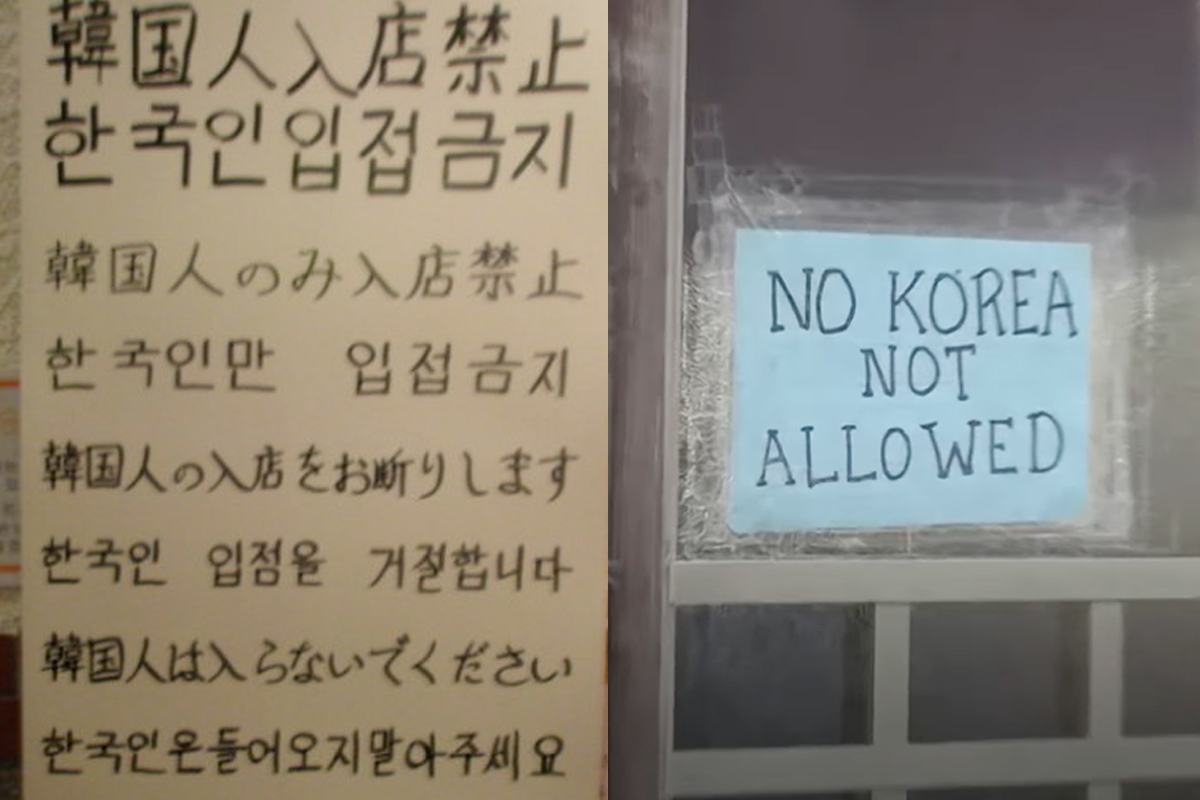 韓国人入店禁止
한국인입접금지
韓国人のみ入店禁止
한국인만 입접금지
韓国人の入店をお断りします
한국인 입점을 거절합니다
韓国人は入らないでください
한국인은들어오지말아주세요
NO KOREA
NOT
ALLOWED